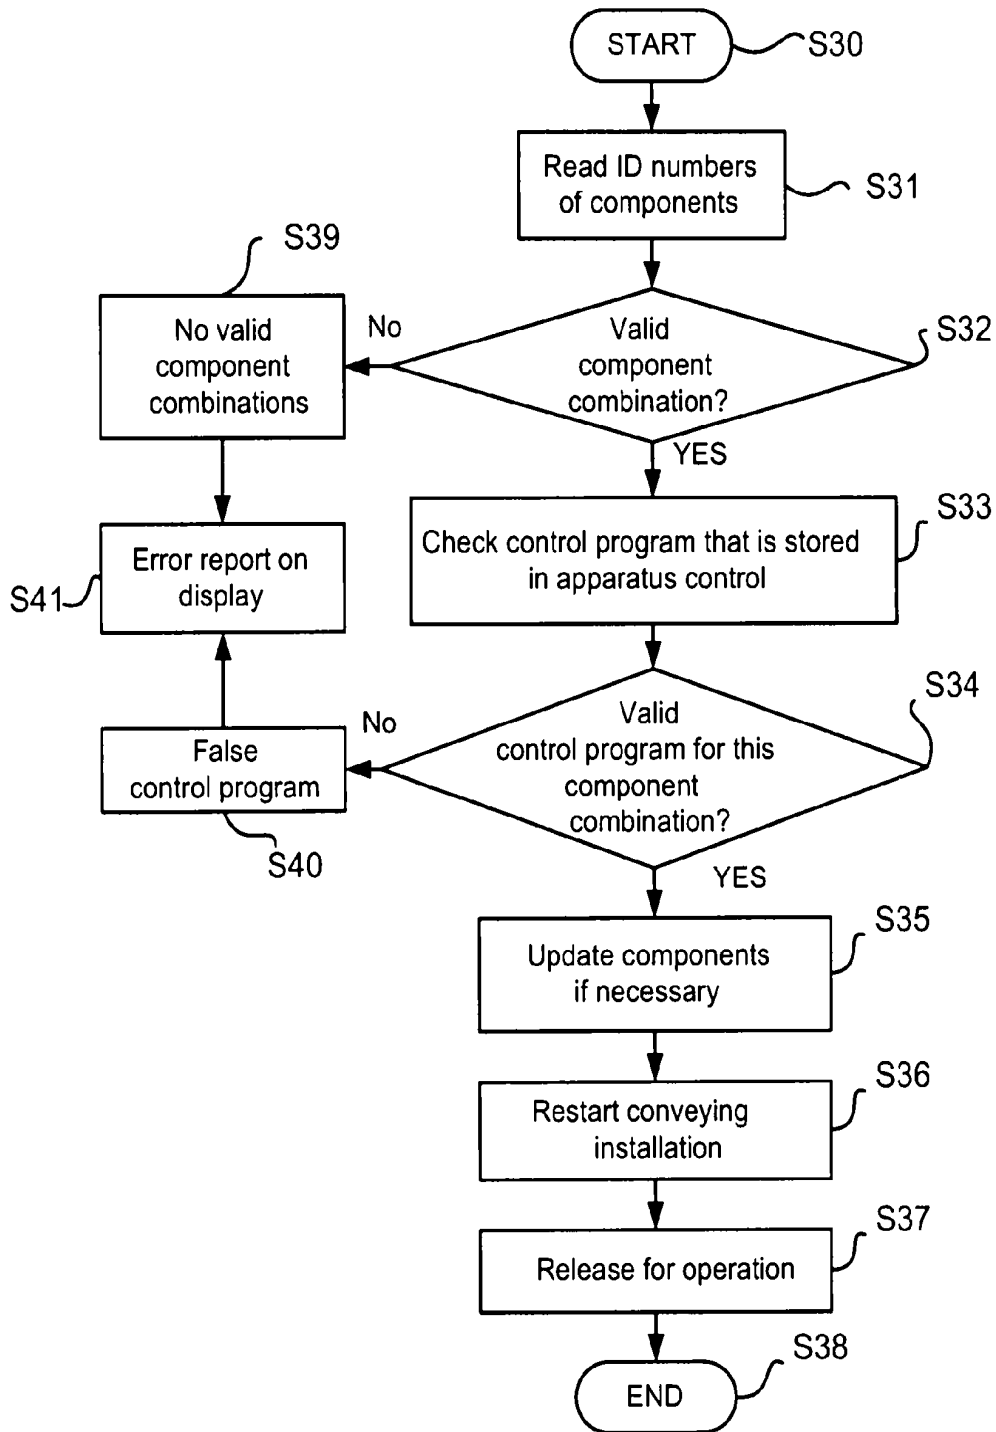 START
S30
Read ID numbers
of components
S31
S39
No valid
component
combinations
No
Valid
component
combination?
S32
YES
S33
Check control program that is stored
in apparatus control
Error report on
display
S41
S34
Valid
control program for this
component
combination?
No
False
control program
S40
YES
S35
Update components
if necessary
S36
Restart conveying
installation
S37
Release for operation
S38
END